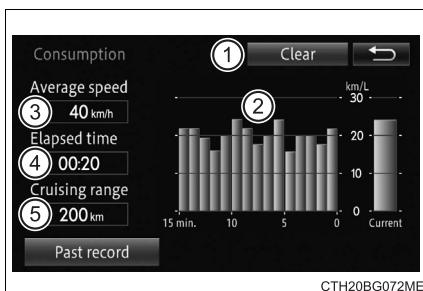 Consumption
1
Clear
Average speed
3
40 km/h
Elapsed time
4
00:20
Cruising range
5
200 km
Past record
2
km/L
30
20
10
0
15 min.
10
5
0
Current
CTH20BG072ME